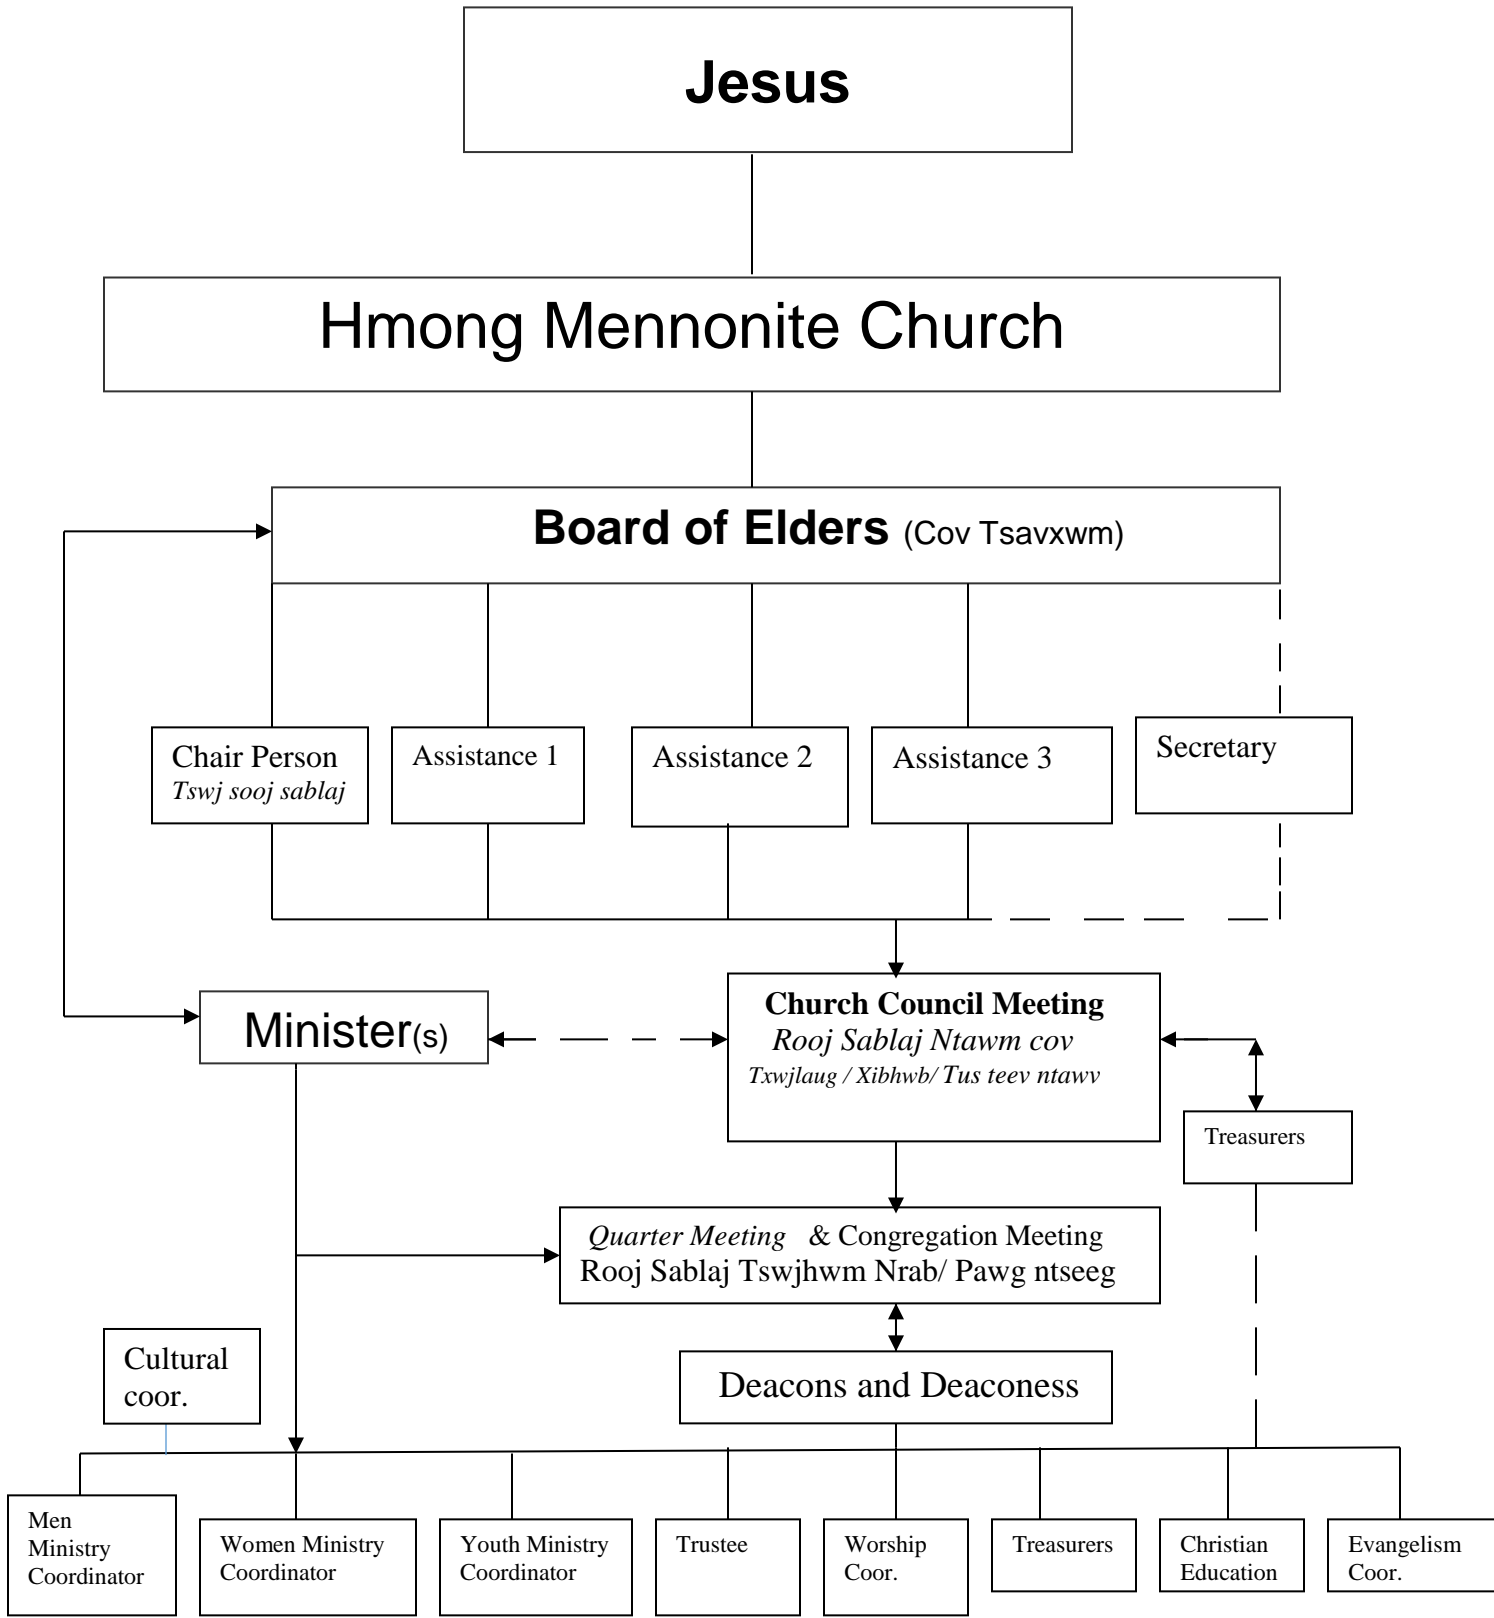 Jesus
Hmong Mennonite Church
Board of Elders (Cov Tsavxwm)
Chair Person
Tswj sooj sablaj
Assistance 1
Assistance 2
Assistance 3
Secretary
Minister(s)
Church Council Meeting
Rooj Sablaj Ntawm cov
Txwjlaug / Xibhwb/ Tus teev ntawv
Treasurers
Quarter Meeting & Congregation Meeting
Rooj Sablaj Tswjhwm Nrab/ Pawg ntseeg
Cultural
coor.
Deacons and Deaconess
Men
Ministry
Coordinator
Women Ministry
Coordinator
Youth Ministry
Coordinator
Trustee
Worship
Coor.
Treasurers
Christian
Education
Evangelism
Coor.